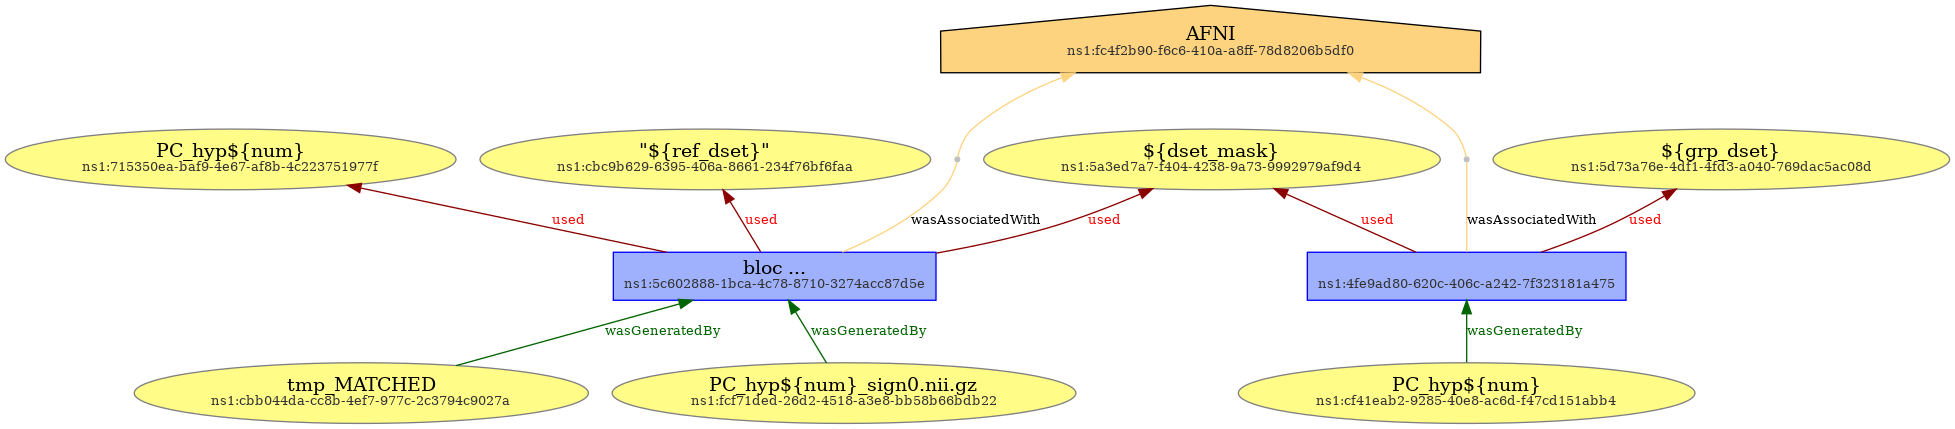 AFNI
ns1:fc4f2b90-f6c6-410a-a8ff-78d8206b5df0
PC_hyp${num}
ns1:715350ea-baf9-4e67-af8b-4c223751977f
"${ref_dset}"
ns1:cbc9b629-6395-406a-8661-234f76bf6faa
${dset_mask}
ns1:5a3ed7a7-f404-4238-9a73-9992979af9d4
${grp_dset}
ns1:5d73a76e-4df1-4fd3-a040-769dac5ac08d
used
used
wasAssociatedWith
used
used
wasAssociatedWith
used
bloc ...
ns1:5c602888-1bca-4c78-8710-3274acc87d5e
ns1:4fe9ad80-620c-406c-a242-7f323181a475
wasGeneratedBy
wasGeneratedBy
wasGeneratedBy
tmp_MATCHED
ns1:cbb044da-cc8b-4ef7-977c-2c3794c9027a
PC_hyp${num}_sign0.nii.gz
ns1:fcf71ded-26d2-4518-a3e8-bb58b66bdb22
PC_hyp${num}
ns1:cf41eab2-9285-40e8-ac6d-f47cd151abb4